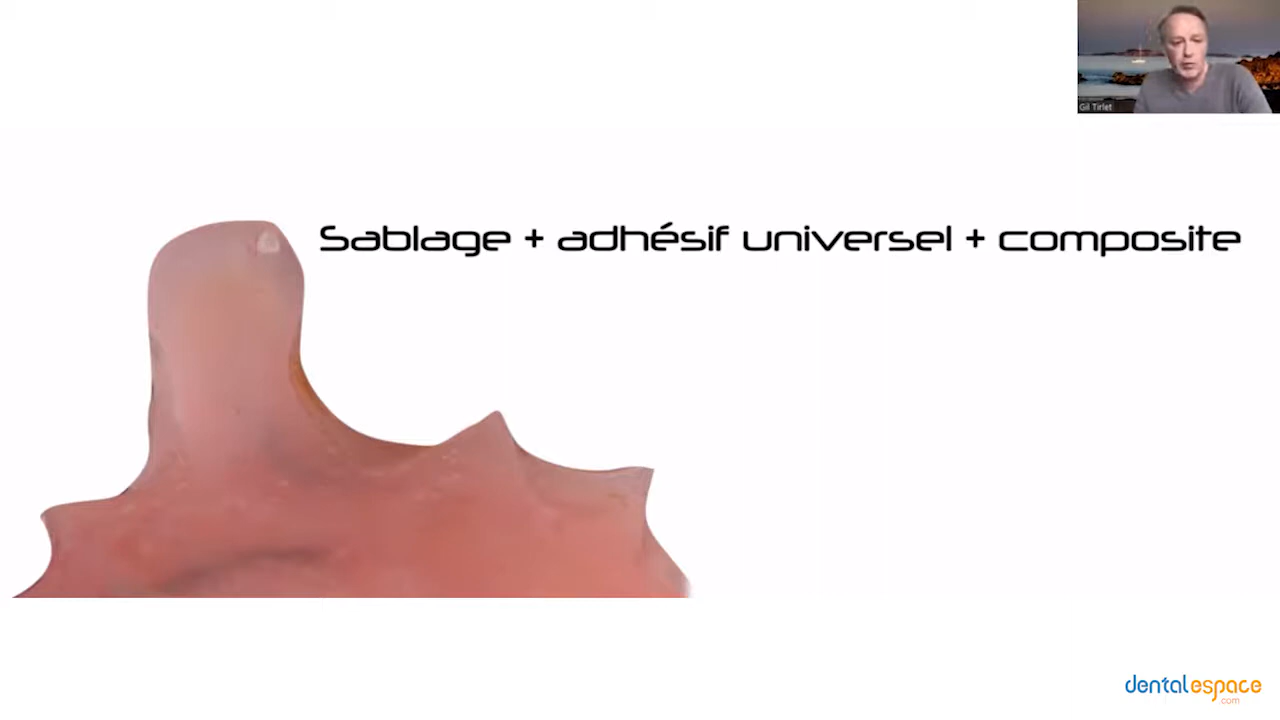 Gil Tirlet
Sablage + adhésif universel + composite
dentalespace
.com